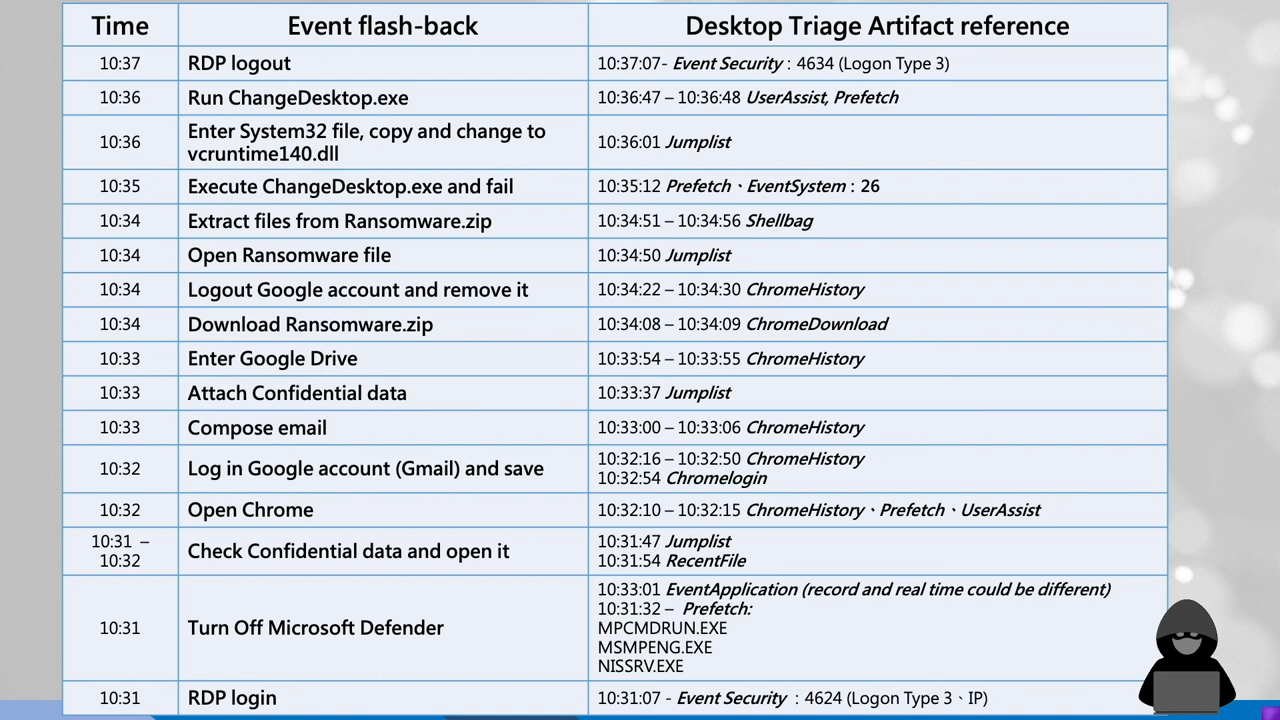 Time Event flash-back Desktop Triage Artifact reference
10:37 RDP logout 10:37:07- Event Security : 4634 (Logon Type 3)
10:36 Run ChangeDesktop.exe 10:36:47 – 10:36:48 UserAssist, Prefetch
10:36 Enter System32 file, copy and change to
vcruntime140.dll
10:36:01 Jumplist
10:35 Execute ChangeDesktop.exe and fail 10:35:12 Prefetch、EventSystem : 26
10:34 Extract files from Ransomware.zip 10:34:51 – 10:34:56 Shellbag
10:34 Open Ransomware file 10:34:50 Jumplist
10:34 Logout Google account and remove it 10:34:22 – 10:34:30 ChromeHistory
10:34 Download Ransomware.zip 10:34:08 – 10:34:09 ChromeDownload
10:33 Enter Google Drive 10:33:54 – 10:33:55 ChromeHistory
10:33 Attach Confidential data 10:33:37 Jumplist
10:33 Compose email 10:33:00 – 10:33:06 ChromeHistory
10:32 Log in Google account (Gmail) and save
10:32:16 – 10:32:50 ChromeHistory
10:32:54 Chromelogin
10:32 Open Chrome 10:32:10 – 10:32:15 ChromeHistory、Prefetch、UserAssist
10:31 –
10:32
Check Confidential data and open it
10:31:47 Jumplist
10:31:54 RecentFile
10:31 Turn Off Microsoft Defender
10:33:01 EventApplication (record and real time could be different)
10:31:32 – Prefetch:
MPCMDRUN.EXE
MSMPENG.EXE
NISSRV.EXE
10:31 RDP login 10:31:07 - Event Security : 4624 (Logon Type 3、IP)